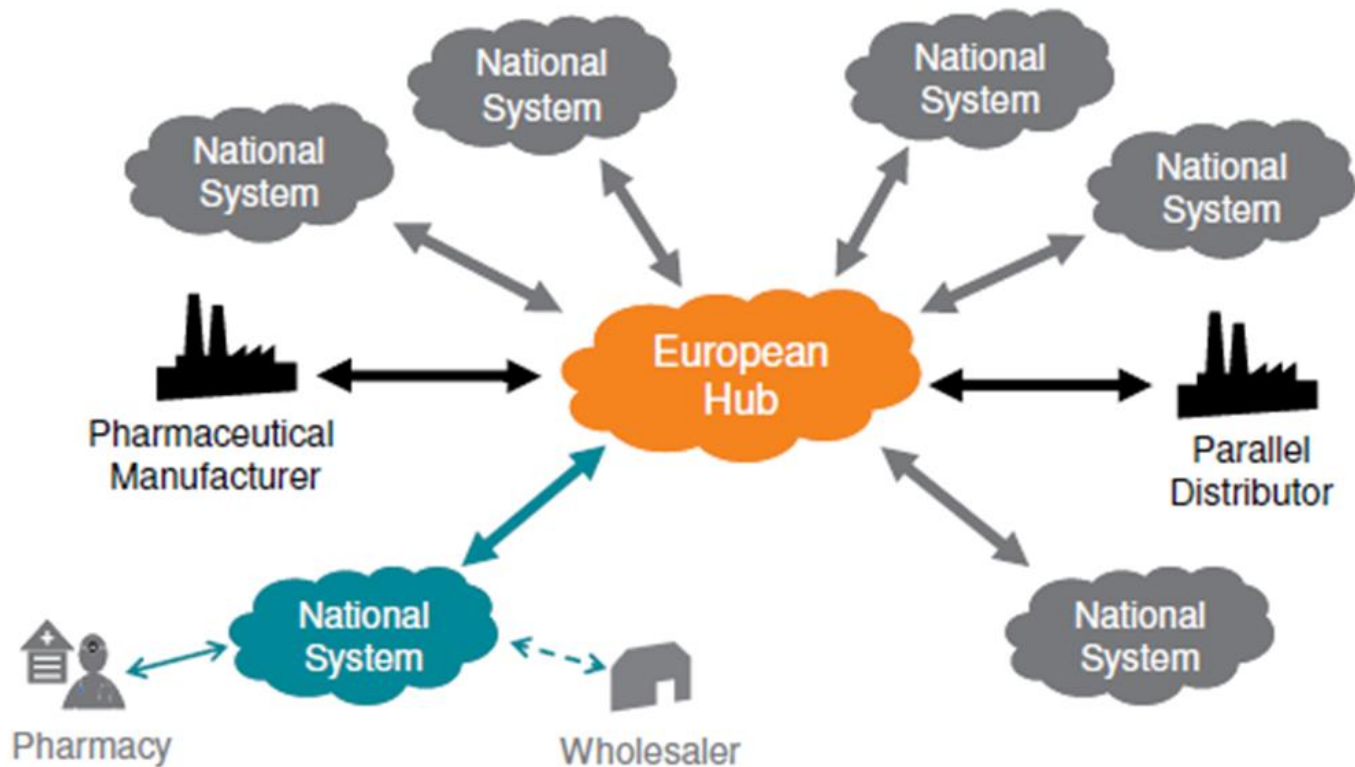 National
System
National
System
National
System
National
System
European
Hub
Pharmaceutical
Manufacturer
Parallel
Distributor
National
System
National
System
Pharmacy
Wholesaler